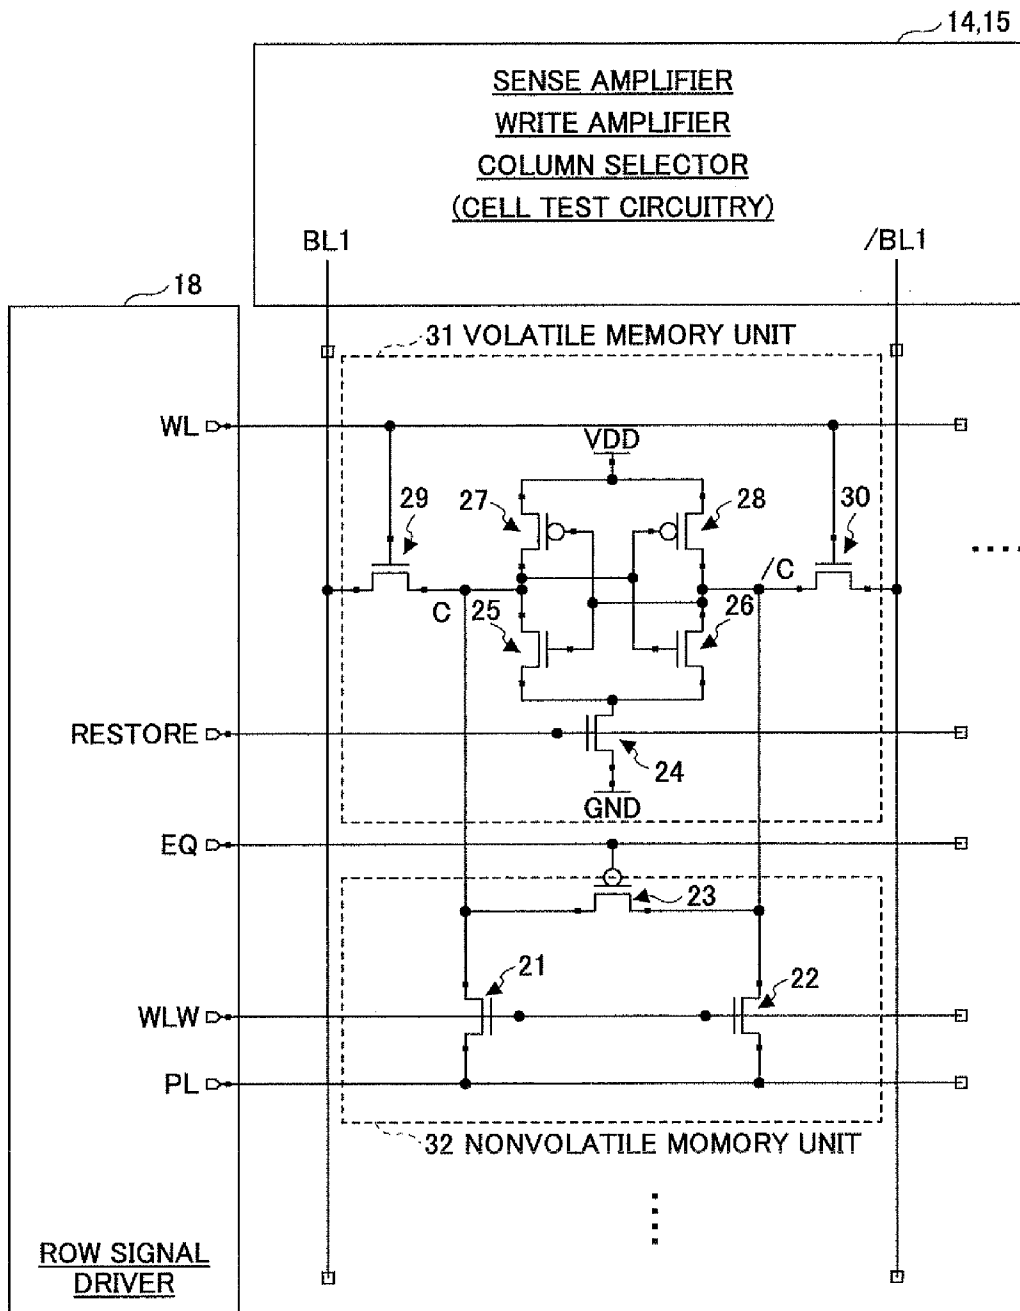 14,15
SENSE AMPLIFIER
WRITE AMPLIFIER
COLUMN SELECTOR
(CELL TEST CIRCUITRY)
BL1
/BL1
18
31 VOLATILE MEMORY UNIT
WL
VDD
29
27
28
30
/C
C
25
26
RESTORE
24
GND
EQ
23
21
22
WLW
PL
32 NONVOLATILE MOMORY UNIT
ROW SIGNAL
DRIVER